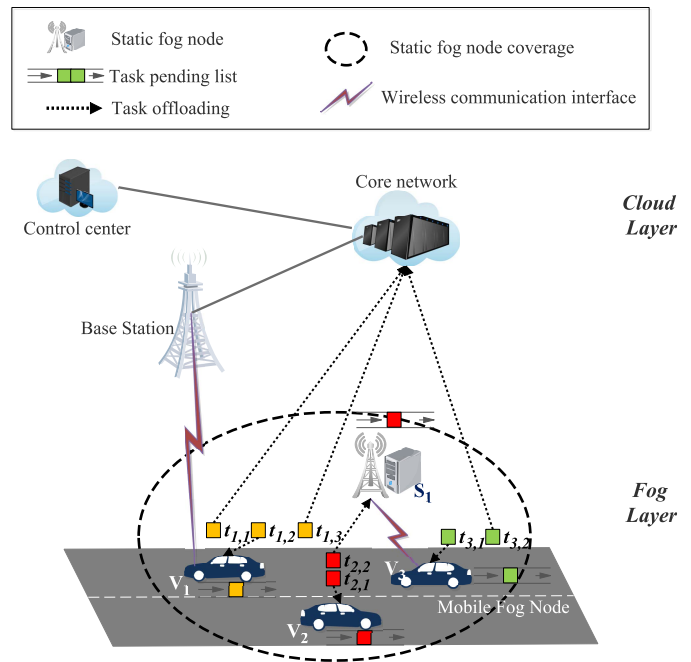 Static fog node
Static fog node coverage
Task pending list
Task offloading
Wireless communication interface
Core network
Cloud
Layer
Control center
Base Station
S1
Fog
Layer
t1,1
t1,2
t1,3
t3,1
t3,2
t2,2
t2,1
V1
V3
Mobile Fog Node
V2